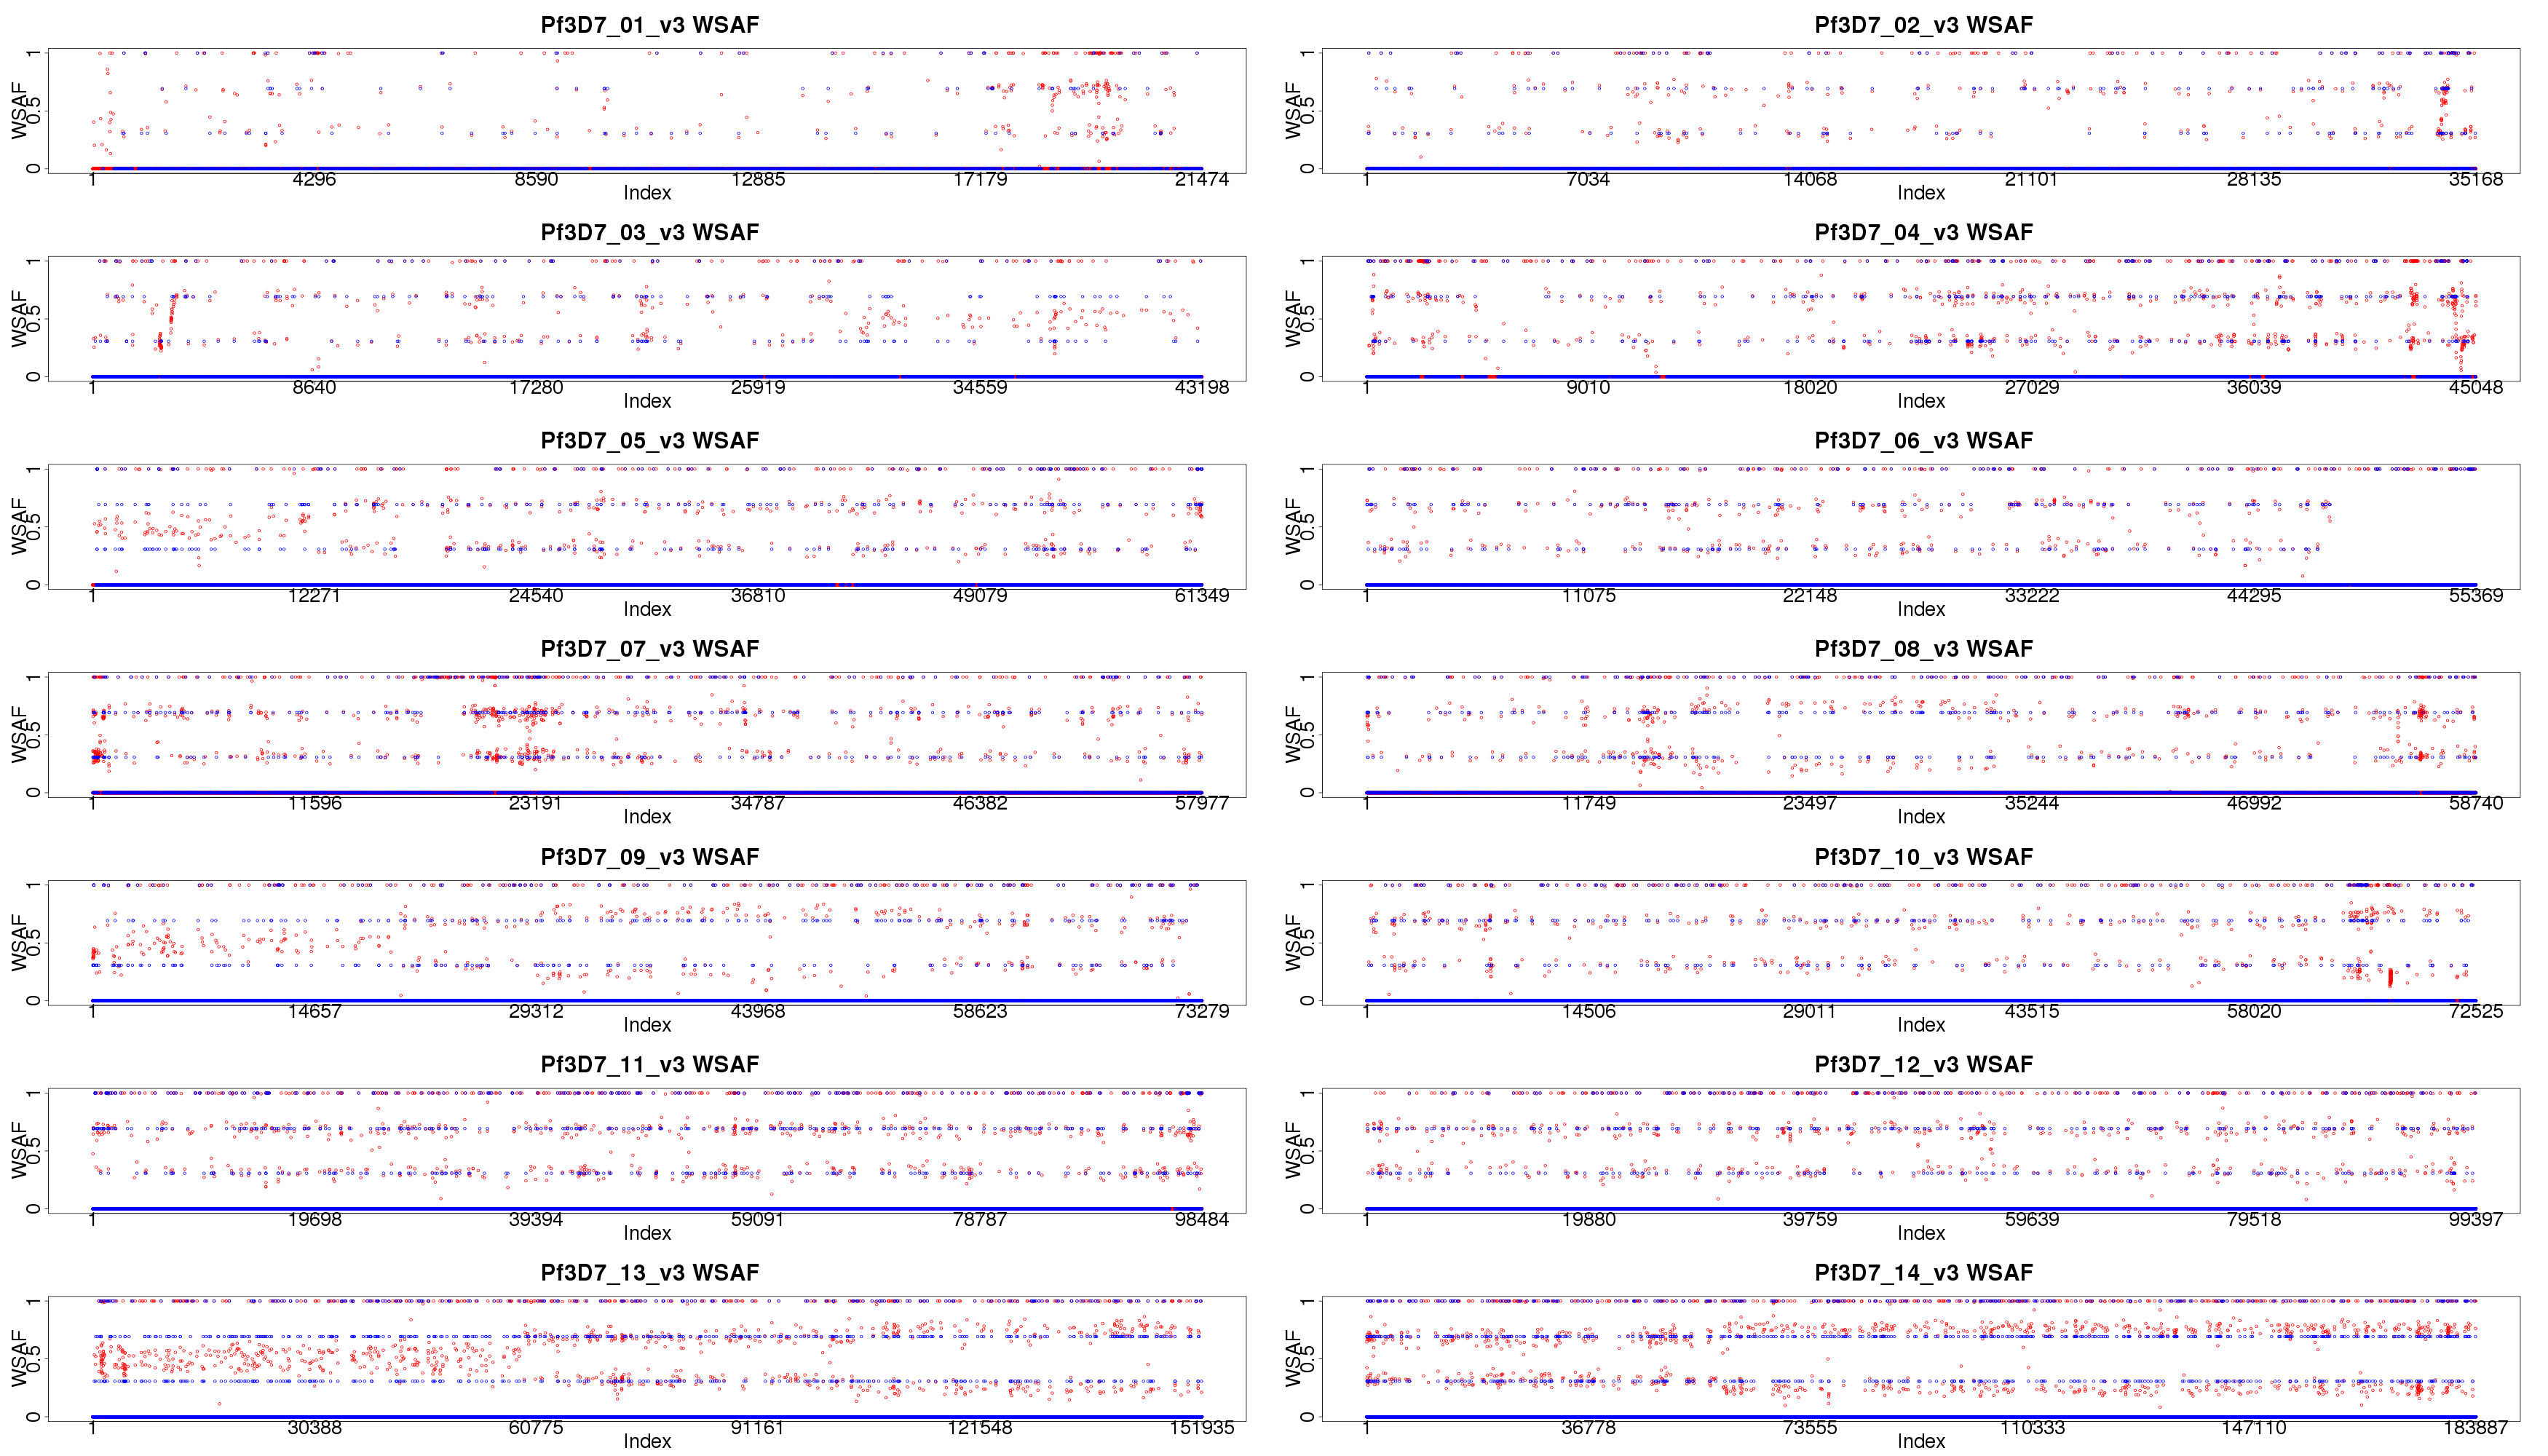 Pf3D7_01_v3 WSAF
WSAF
0 0.5 1
1 4296 8590 12885 17179 21474
Index
Pf3D7_02_v3 WSAF
WSAF
0 0.5 1
1 7034 14068 21101 28135 35168
Index
Pf3D7_03_v3 WSAF
WSAF
0 0.5 1
1 8640 17280 25919 34559 43198
Index
Pf3D7_04_v3 WSAF
WSAF
0 0.5 1
1 9010 18020 27029 36039 45048
Index
Pf3D7_05_v3 WSAF
WSAF
0 0.5 1
1 12271 24540 36810 49079 61349
Index
Pf3D7_06_v3 WSAF
WSAF
0 0.5 1
1 11075 22148 33222 44295 55369
Index
Pf3D7_07_v3 WSAF
WSAF
0 0.5 1
1 11596 23191 34787 46382 57977
Index
Pf3D7_08_v3 WSAF
WSAF
0 0.5 1
1 11749 23497 35244 46992 58740
Index
Pf3D7_09_v3 WSAF
WSAF
0 0.5 1
1 14657 29312 43968 58623 73279
Index
Pf3D7_10_v3 WSAF
WSAF
0 0.5 1
1 14506 29011 43515 58020 72525
Index
Pf3D7_11_v3 WSAF
WSAF
0 0.5 1
1 19698 39394 59091 78787 98484
Index
Pf3D7_12_v3 WSAF
WSAF
0 0.5 1
1 19880 39759 59639 79518 99397
Index
Pf3D7_13_v3 WSAF
WSAF
0 0.5 1
1 30388 60775 91161 121548 151935
Index
Pf3D7_14_v3 WSAF
WSAF
0 0.5 1
1 36778 73555 110333 147110 183887
Index